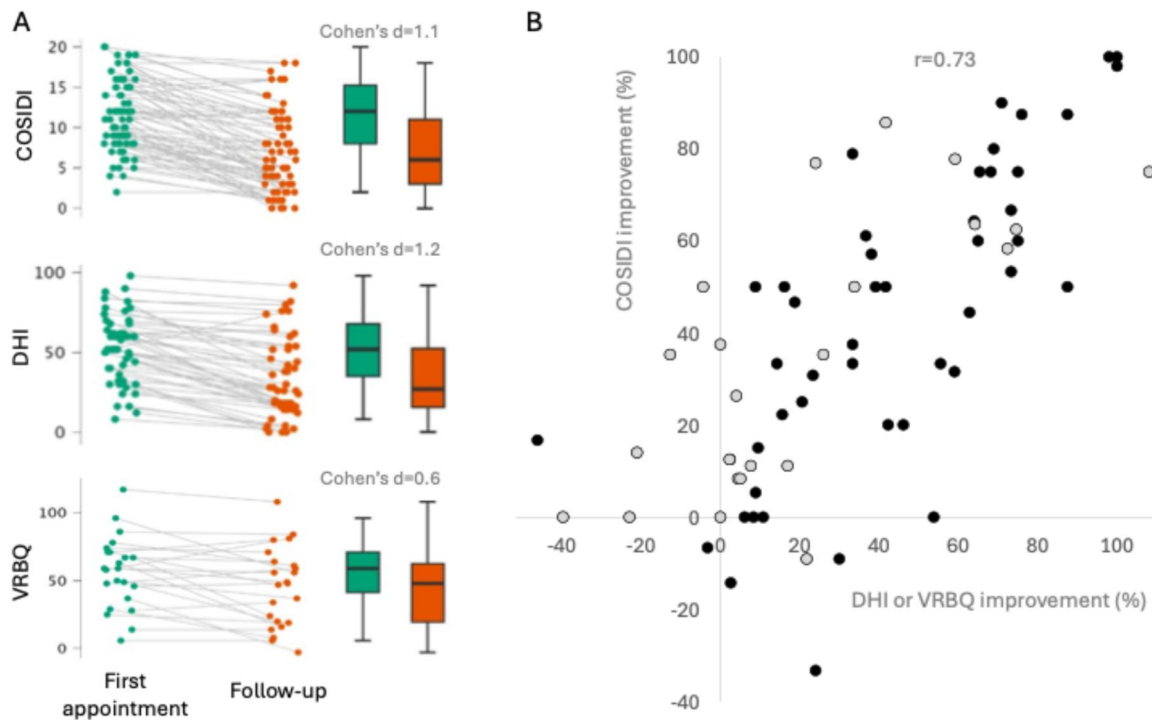 A
Cohen's d=1.1
COSIDI
20
15
10
5
0
Cohen's d=1.2
DHI
100
50
0
Cohen's d=0.6
VRBQ
100
50
0
First
appointment
Follow-up
B
r=0.73
COSIDI improvement (%)
100
80
60
40
20
0
-20
-40
-40
-20
20
40
60
80
100
DHI or VRBQ improvement (%)